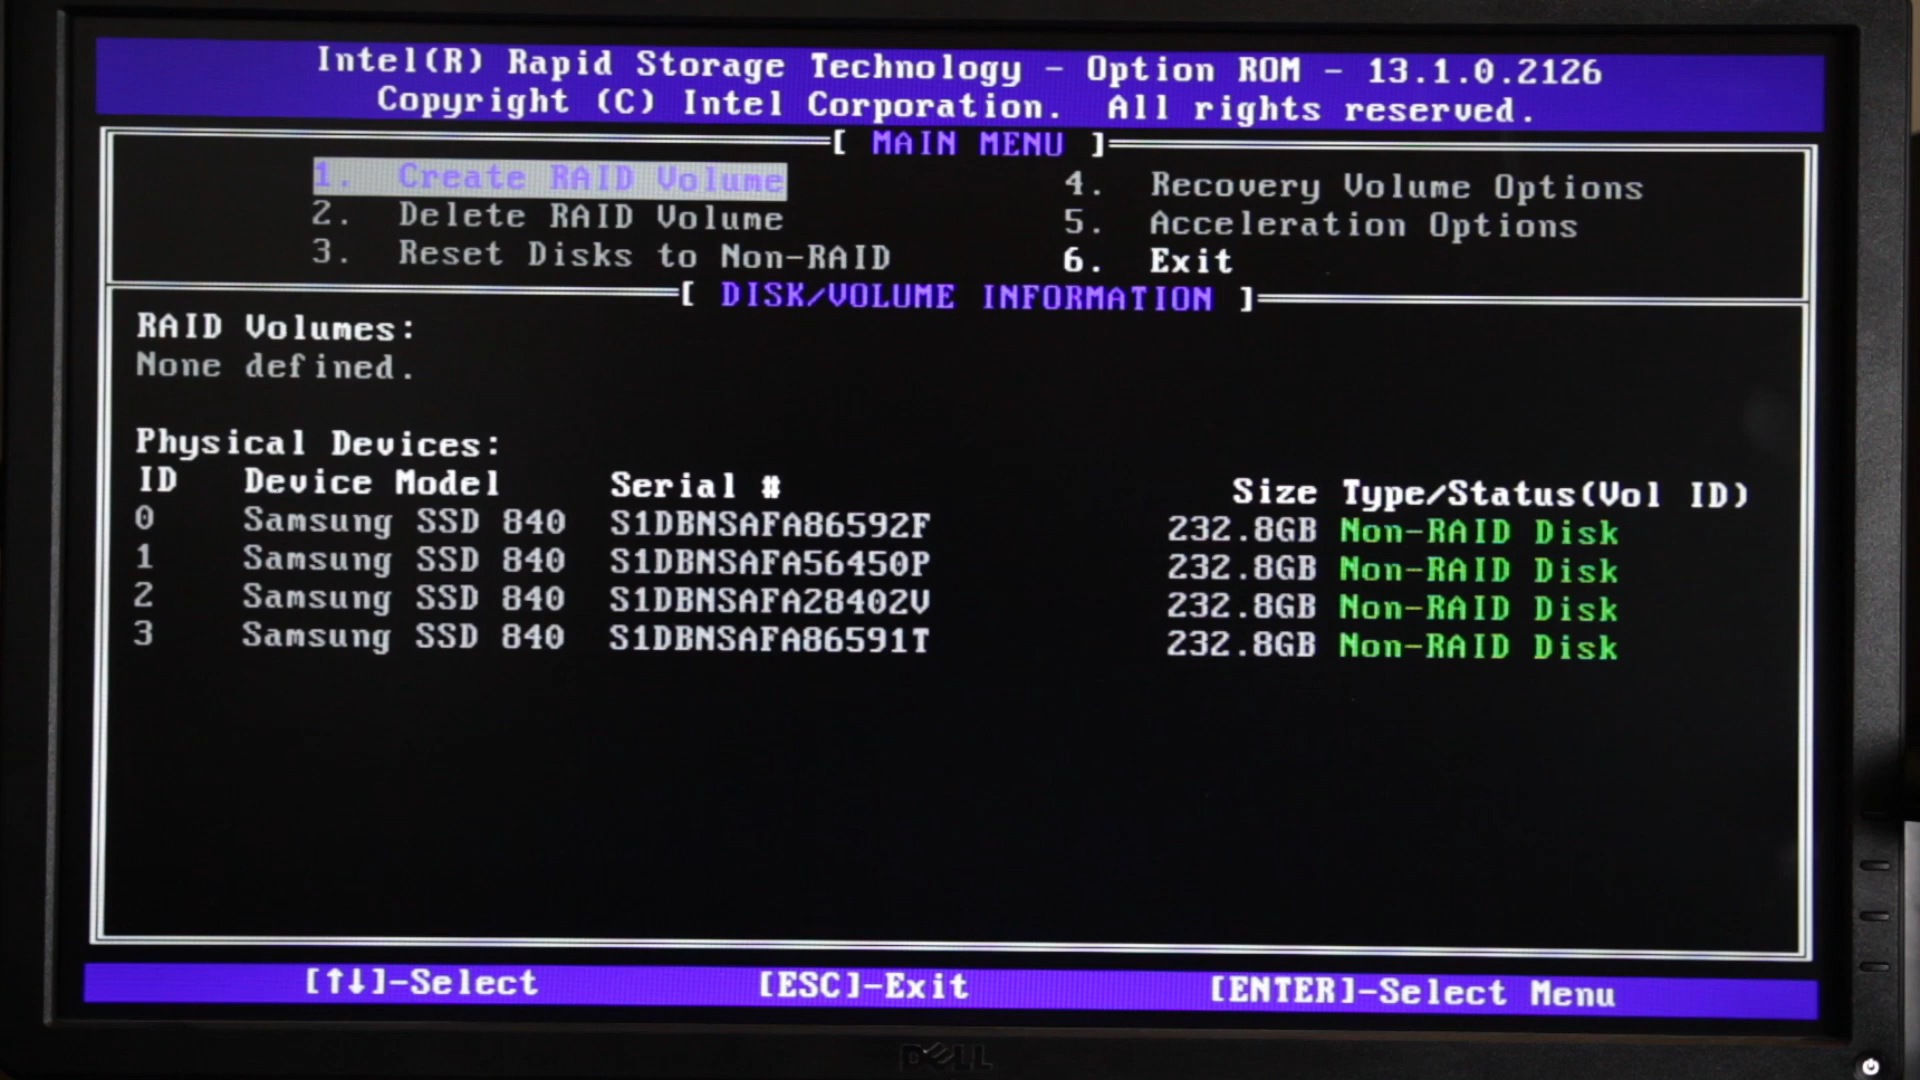 Intel(R) Rapid Storage Technology - Option ROM - 13.1.0.2126
Copyright (C) Intel Corporation.  All rights reserved.
[ MAIN MENU ]
1.  Create RAID Volume  4.  Recovery Volume Options
2.  Delete RAID Volume  5.  Acceleration Options
3.  Reset Disks to Non-RAID  6.  Exit
[ DISK/VOLUME INFORMATION ]
RAID Volumes:
None defined.
Physical Devices:
ID  Device Model  Serial #  Size Type/Status(Vol ID)
0  Samsung SSD 840  S1DBNSAFA86592F  232.8GB Non-RAID Disk
1  Samsung SSD 840  S1DBNSAFA56450P  232.8GB Non-RAID Disk
2  Samsung SSD 840  S1DBNSAFA28402V  232.8GB Non-RAID Disk
3  Samsung SSD 840  S1DBNSAFA86591T  232.8GB Non-RAID Disk
[↑↓]-Select  [ESC]-Exit  [ENTER]-Select Menu
DELL